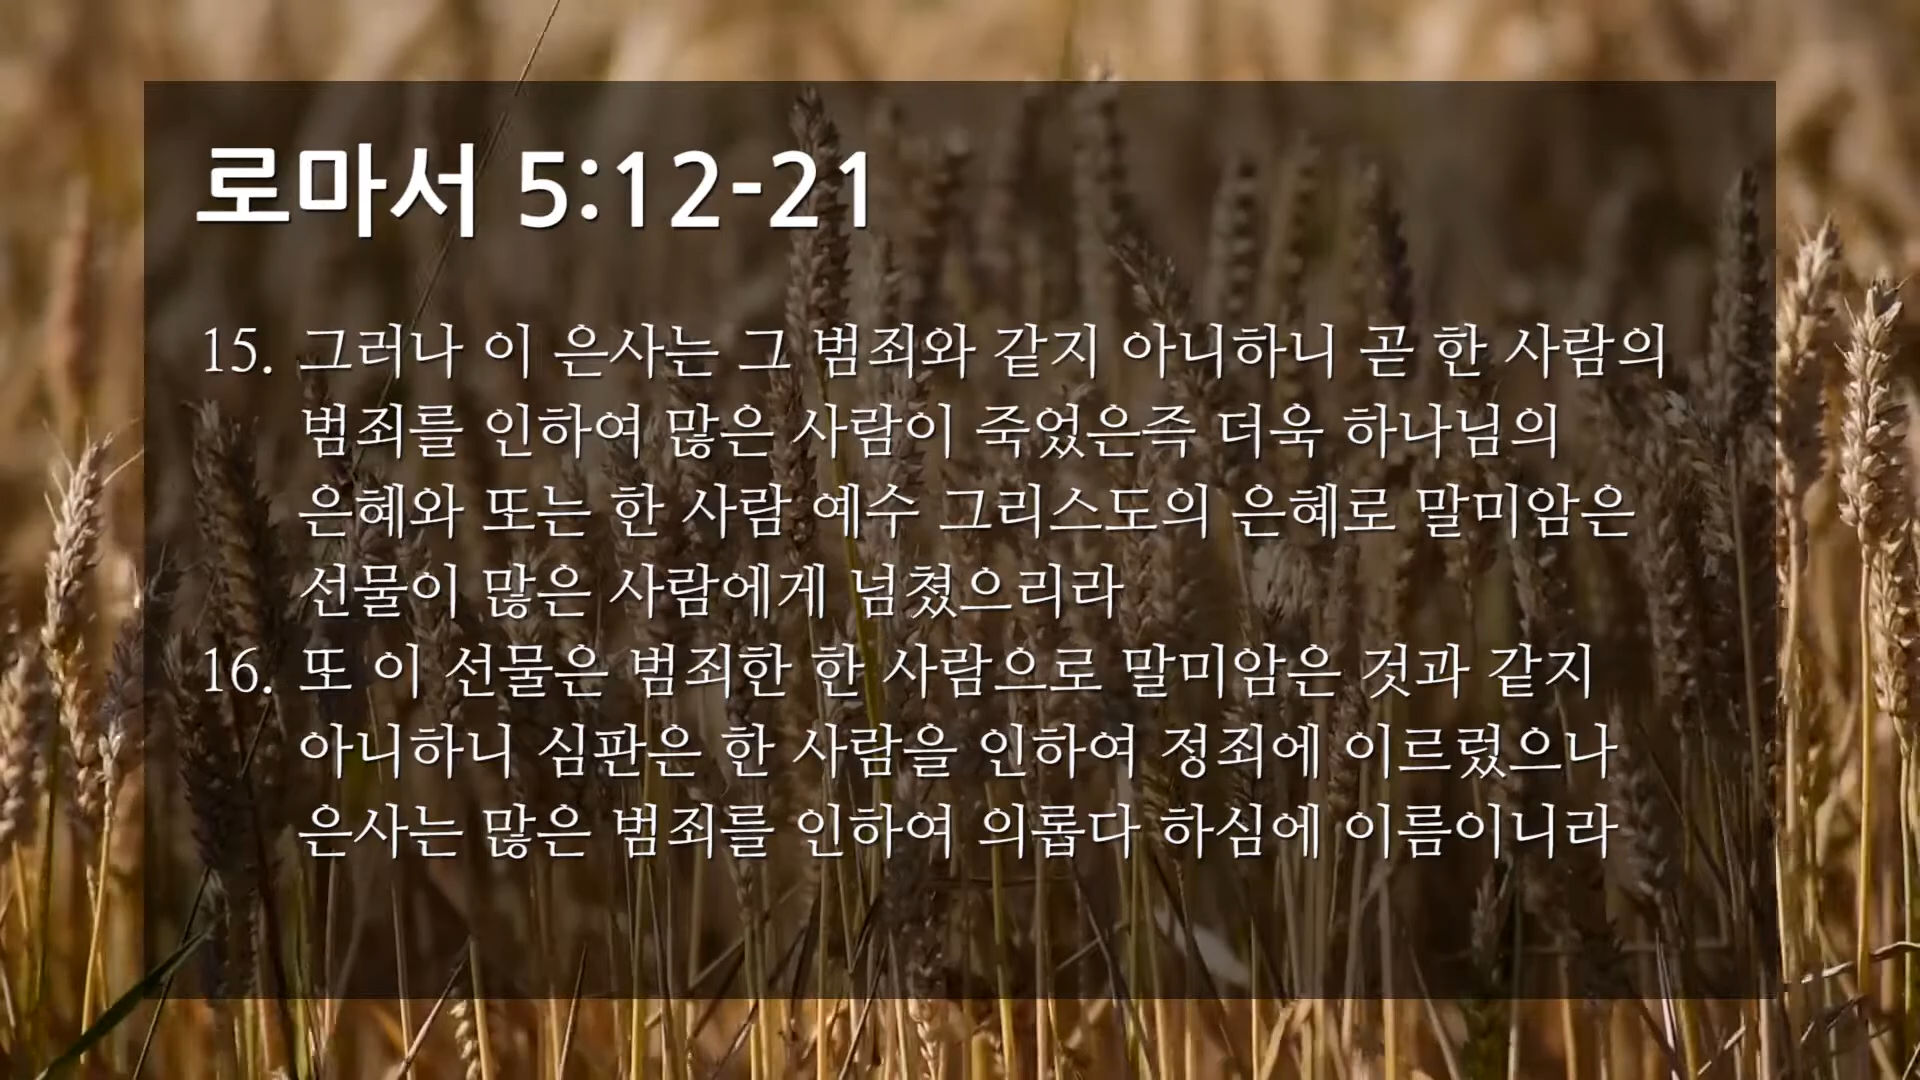 로마서 5:12-21
15. 그러나 이 은사는 그 범죄와 같지 아니하니 곧 한 사람의
범죄를 인하여 많은 사람이 죽었은즉 더욱 하나님의
은혜와 또는 한 사람 예수 그리스도의 은혜로 말미암은
선물이 많은 사람에게 넘쳤으리라
16. 또 이 선물은 범죄한 한 사람으로 말미암은 것과 같지
아니하니 심판은 한 사람을 인하여 정죄에 이르렀으나
은사는 많은 범죄를 인하여 의롭다 하심에 이름이니라